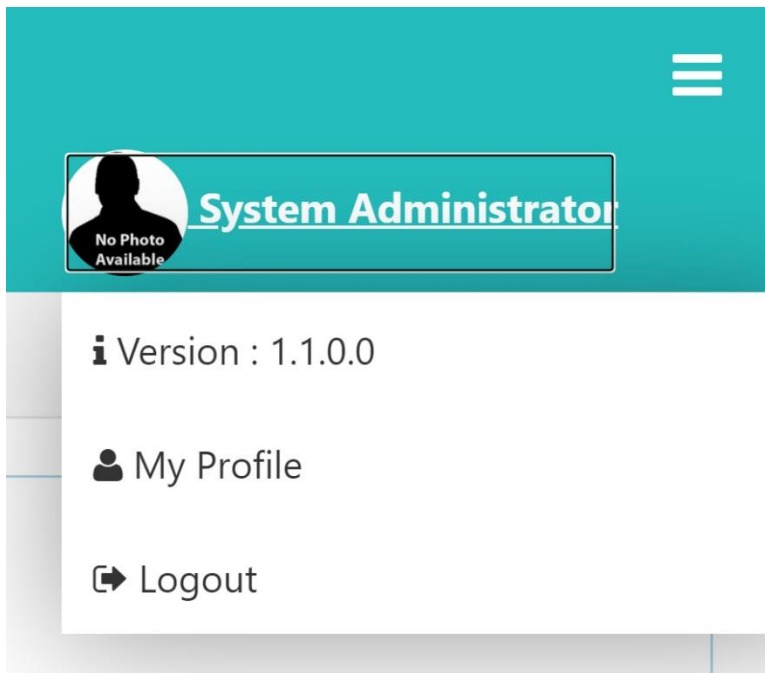 No Photo
Available
System Administrator
Version : 1.1.0.0
My Profile
Logout